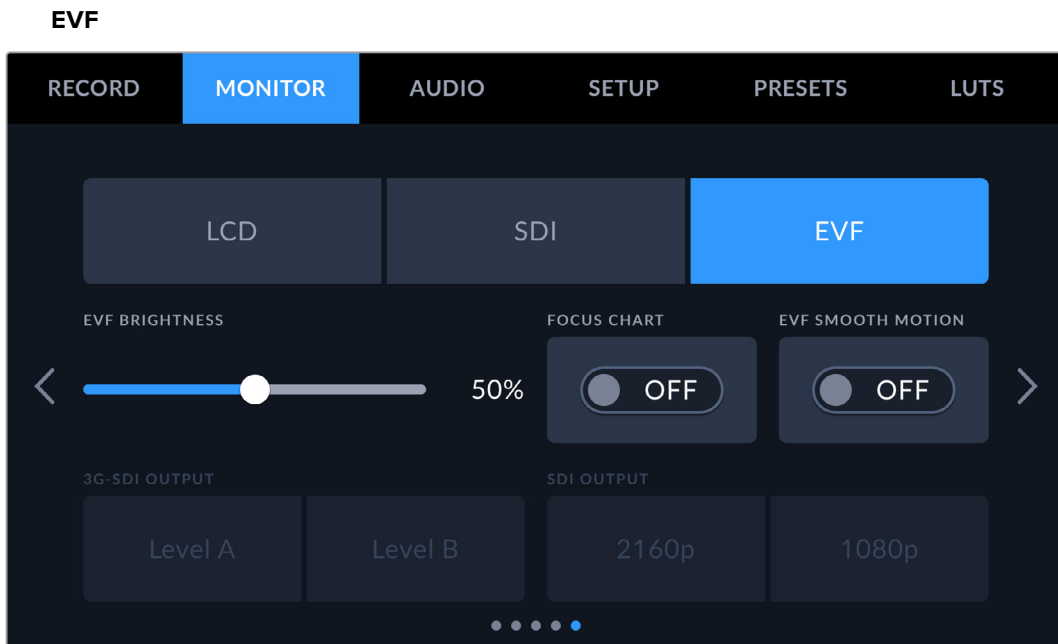 EVF
RECORD MONITOR AUDIO SETUP PRESETS LUTS
LCD SDI EVF
EVF BRIGHTNESS FOCUS CHART EVF SMOOTH MOTION
50% OFF OFF
3G-SDI OUTPUT SDI OUTPUT
Level A Level B 2160p 1080p